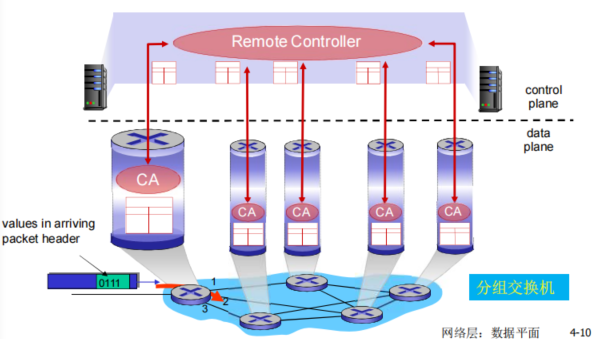 Remote Controller
control
plane
data
plane
CA
CA
CA
CA
CA
values in arriving
packet header
0111
1
2
3
分组交换机
网络层：数据平面 4-10